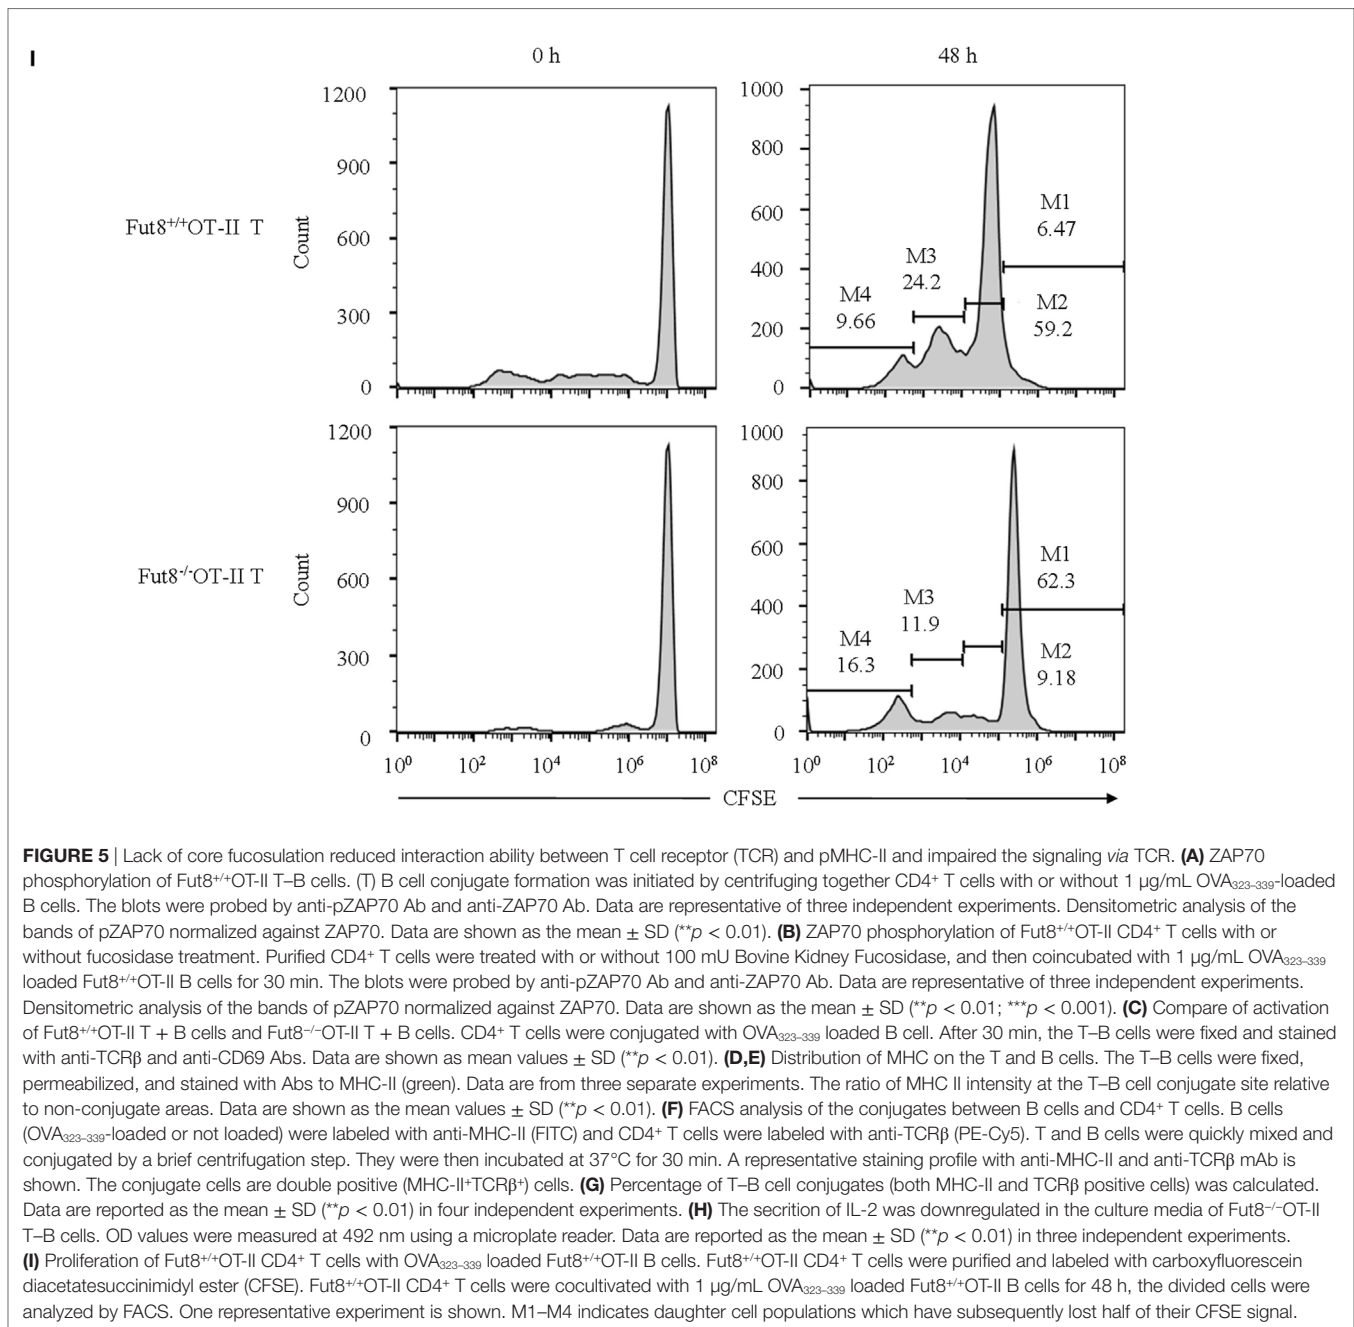 I
0 h
48 h
1200
900
600
300
0
Count
Fut8+/+OT-II T
1000
800
600
400
200
0
M1
6.47
M3
24.2
M4
9.66
M2
59.2
1200
900
600
300
0
Count
Fut8-/-OT-II T
1000
800
600
400
200
0
M1
62.3
M3
11.9
M4
16.3
M2
9.18
10⁰ 10² 10⁴ 10⁶ 10⁸
10⁰ 10² 10⁴ 10⁶ 10⁸
CFSE
FIGURE 5 | Lack of core fucosulation reduced interaction ability between T cell receptor (TCR) and pMHC-II and impaired the signaling via TCR. (A) ZAP70
phosphorylation of Fut8+/+OT-II T–B cells. (T) B cell conjugate formation was initiated by centrifuging together CD4+ T cells with or without 1 µg/mL OVA323–339-loaded
B cells. The blots were probed by anti-pZAP70 Ab and anti-ZAP70 Ab. Data are representative of three independent experiments. Densitometric analysis of the
bands of pZAP70 normalized against ZAP70. Data are shown as the mean ± SD (**p < 0.01). (B) ZAP70 phosphorylation of Fut8+/+OT-II CD4+ T cells with or
without fucosidase treatment. Purified CD4+ T cells were treated with or without 100 mU Bovine Kidney Fucosidase, and then coincubated with 1 µg/mL OVA323–339
loaded Fut8+/+OT-II B cells for 30 min. The blots were probed by anti-pZAP70 Ab and anti-ZAP70 Ab. Data are representative of three independent experiments.
Densitometric analysis of the bands of pZAP70 normalized against ZAP70. Data are shown as the mean ± SD (**p < 0.01; ***p < 0.001). (C) Compare of activation
of Fut8+/+OT-II T + B cells and Fut8−/−OT-II T + B cells. CD4+ T cells were conjugated with OVA323–339 loaded B cell. After 30 min, the T–B cells were fixed and stained
with anti-TCRβ and anti-CD69 Abs. Data are shown as mean values ± SD (**p < 0.01). (D,E) Distribution of MHC on the T and B cells. The T–B cells were fixed,
permeabilized, and stained with Abs to MHC-II (green). Data are from three separate experiments. The ratio of MHC II intensity at the T–B cell conjugate site relative
to non-conjugate areas. Data are shown as the mean values ± SD (**p < 0.01). (F) FACS analysis of the conjugates between B cells and CD4+ T cells. B cells
(OVA323–339-loaded or not loaded) were labeled with anti-MHC-II (FITC) and CD4+ T cells were labeled with anti-TCRβ (PE-Cy5). T and B cells were quickly mixed and
conjugated by a brief centrifugation step. They were then incubated at 37°C for 30 min. A representative staining profile with anti-MHC-II and anti-TCRβ mAb is
shown. The conjugate cells are double positive (MHC-II+TCRβ+) cells. (G) Percentage of T–B cell conjugates (both MHC-II and TCRβ positive cells) was calculated.
Data are reported as the mean ± SD (**p < 0.01) in four independent experiments. (H) The secrition of IL-2 was downregulated in the culture media of Fut8−/−OT-II
T–B cells. OD values were measured at 492 nm using a microplate reader. Data are reported as the mean ± SD (**p < 0.01) in three independent experiments.
(I) Proliferation of Fut8+/+OT-II CD4+ T cells with OVA323–339 loaded Fut8+/+OT-II B cells. Fut8+/+OT-II CD4+ T cells were purified and labeled with carboxyfluorescein
diacetatesuccinimidyl ester (CFSE). Fut8+/+OT-II CD4+ T cells were cocultivated with 1 µg/mL OVA323–339 loaded Fut8+/+OT-II B cells for 48 h, the divided cells were
analyzed by FACS. One representative experiment is shown. M1–M4 indicates daughter cell populations which have subsequently lost half of their CFSE signal.